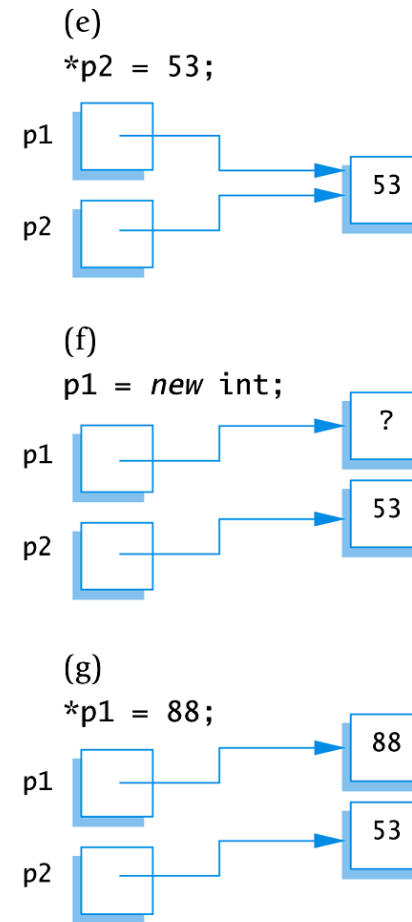 (e)
*p2 = 53;
p1
53
p2
(f)
p1 = new int;
?
p1
53
p2
(g)
*p1 = 88;
88
p1
53
p2